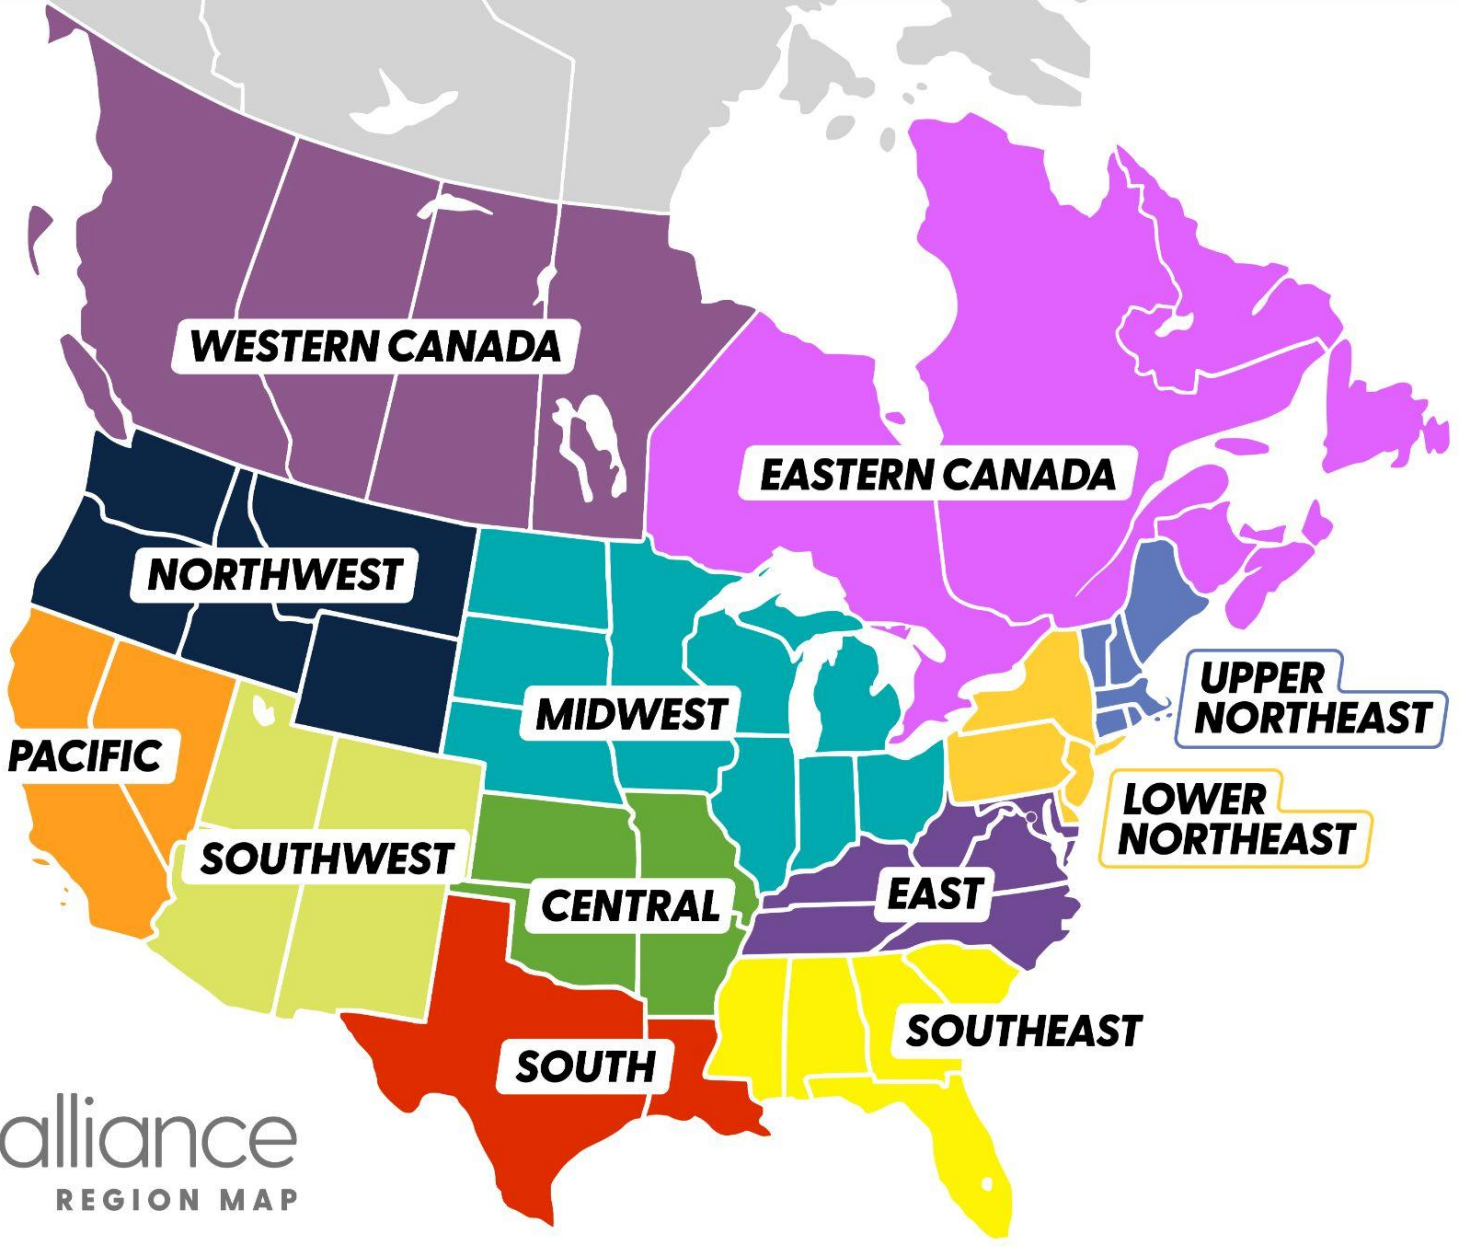 WESTERN CANADA
EASTERN CANADA
NORTHWEST
UPPER
NORTHEAST
MIDWEST
PACIFIC
LOWER
NORTHEAST
SOUTHWEST
CENTRAL
EAST
SOUTHEAST
SOUTH
alliance
REGION MAP